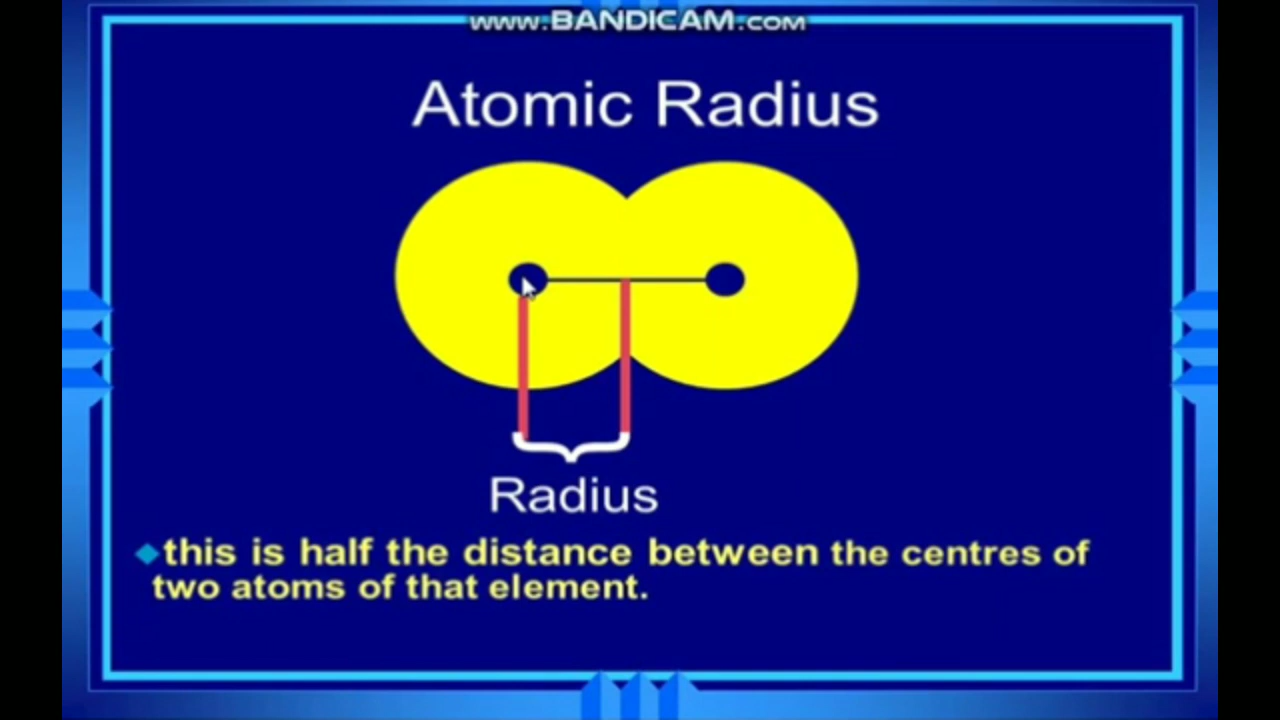 www.BANDICAM.com
Atomic Radius
Radius
this is half the distance between the centres of
two atoms of that element.